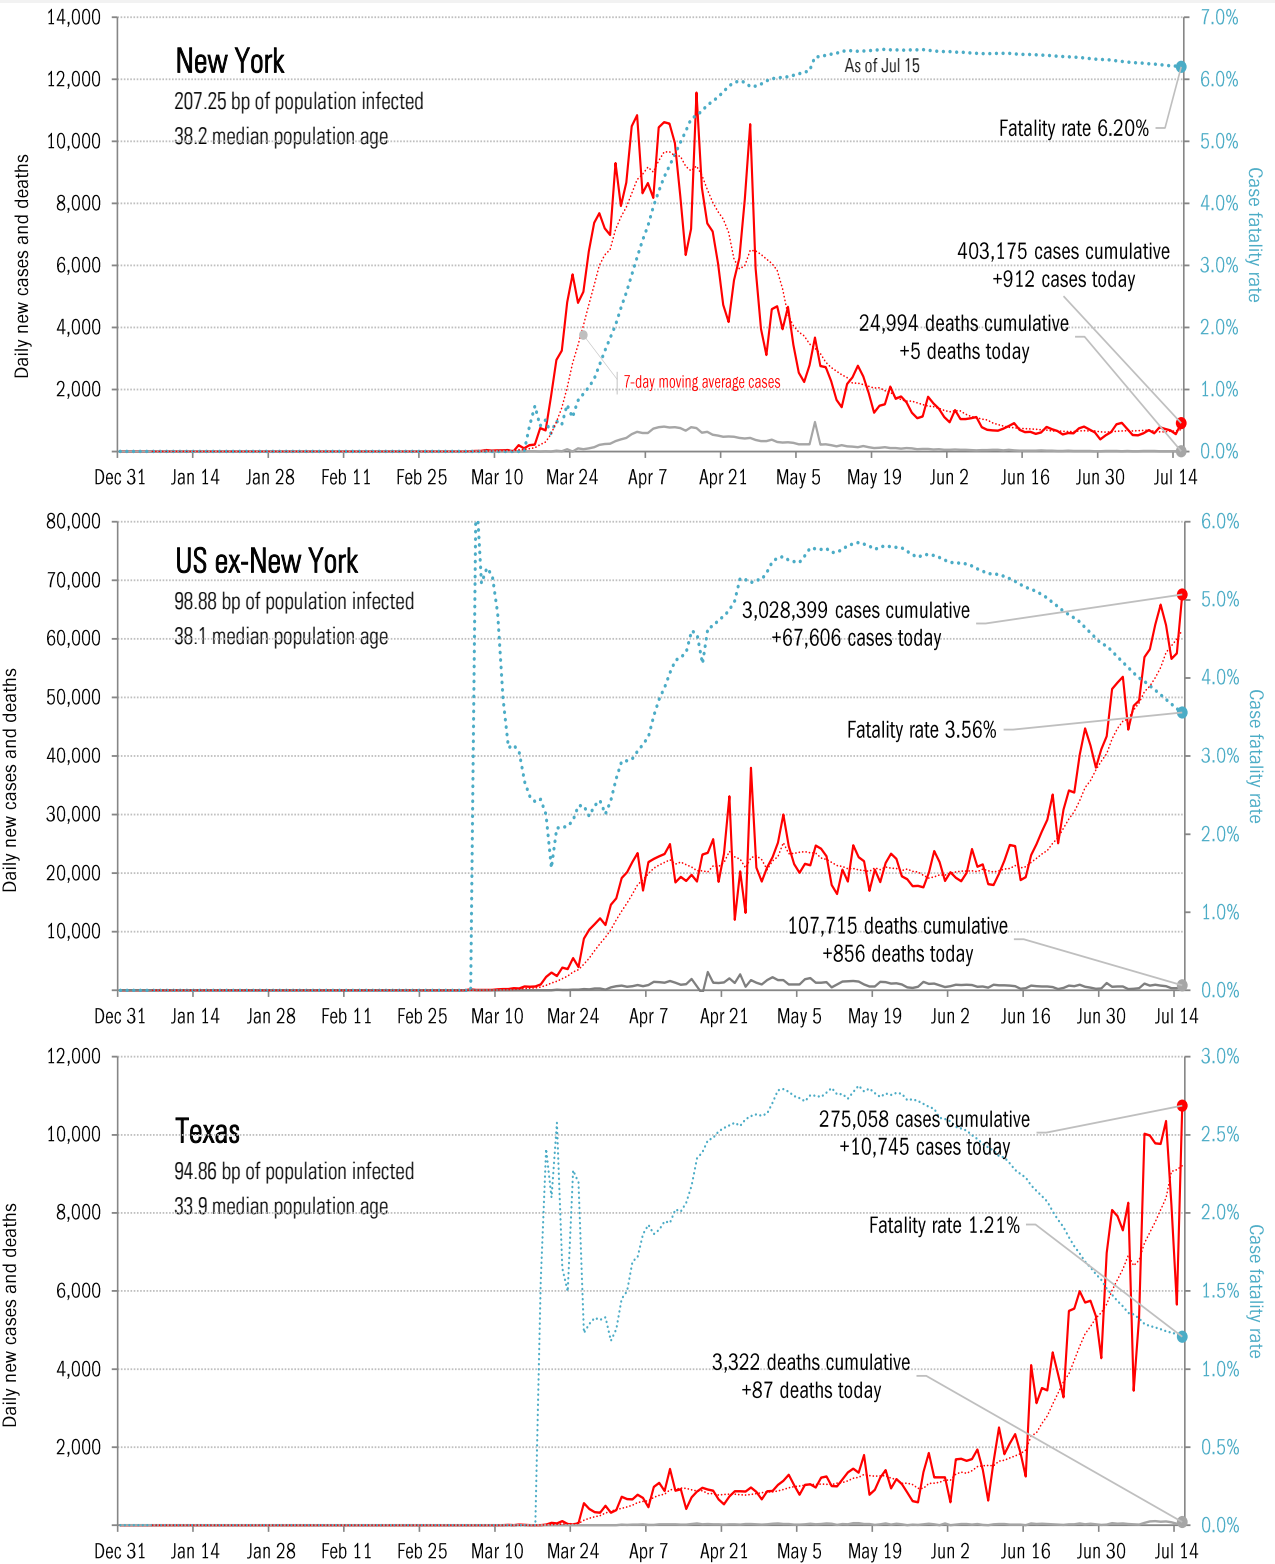 14,000
12,000
10,000
8,000
6,000
4,000
2,000
7.0%
6.0%
5.0%
4.0%
3.0%
2.0%
1.0%
0.0%
Daily new cases and deaths
Case fatality rate
New York
207.25 bp of population infected
38.2 median population age
As of Jul 15
Fatality rate 6.20%
403,175 cases cumulative
+912 cases today
24,994 deaths cumulative
+5 deaths today
7-day moving average cases
Dec 31 Jan 14 Jan 28 Feb 11 Feb 25 Mar 10 Mar 24 Apr 7 Apr 21 May 5 May 19 Jun 2 Jun 16 Jun 30 Jul 14
80,000
70,000
60,000
50,000
40,000
30,000
20,000
10,000
6.0%
5.0%
4.0%
3.0%
2.0%
1.0%
0.0%
Daily new cases and deaths
Case fatality rate
US ex-New York
98.88 bp of population infected
38.1 median population age
3,028,399 cases cumulative
+67,606 cases today
Fatality rate 3.56%
107,715 deaths cumulative
+856 deaths today
Dec 31 Jan 14 Jan 28 Feb 11 Feb 25 Mar 10 Mar 24 Apr 7 Apr 21 May 5 May 19 Jun 2 Jun 16 Jun 30 Jul 14
12,000
10,000
8,000
6,000
4,000
2,000
3.0%
2.5%
2.0%
1.5%
1.0%
0.5%
0.0%
Daily new cases and deaths
Case fatality rate
Texas
94.86 bp of population infected
33.9 median population age
275,058 cases cumulative
+10,745 cases today
Fatality rate 1.21%
3,322 deaths cumulative
+87 deaths today
Dec 31 Jan 14 Jan 28 Feb 11 Feb 25 Mar 10 Mar 24 Apr 7 Apr 21 May 5 May 19 Jun 2 Jun 16 Jun 30 Jul 14